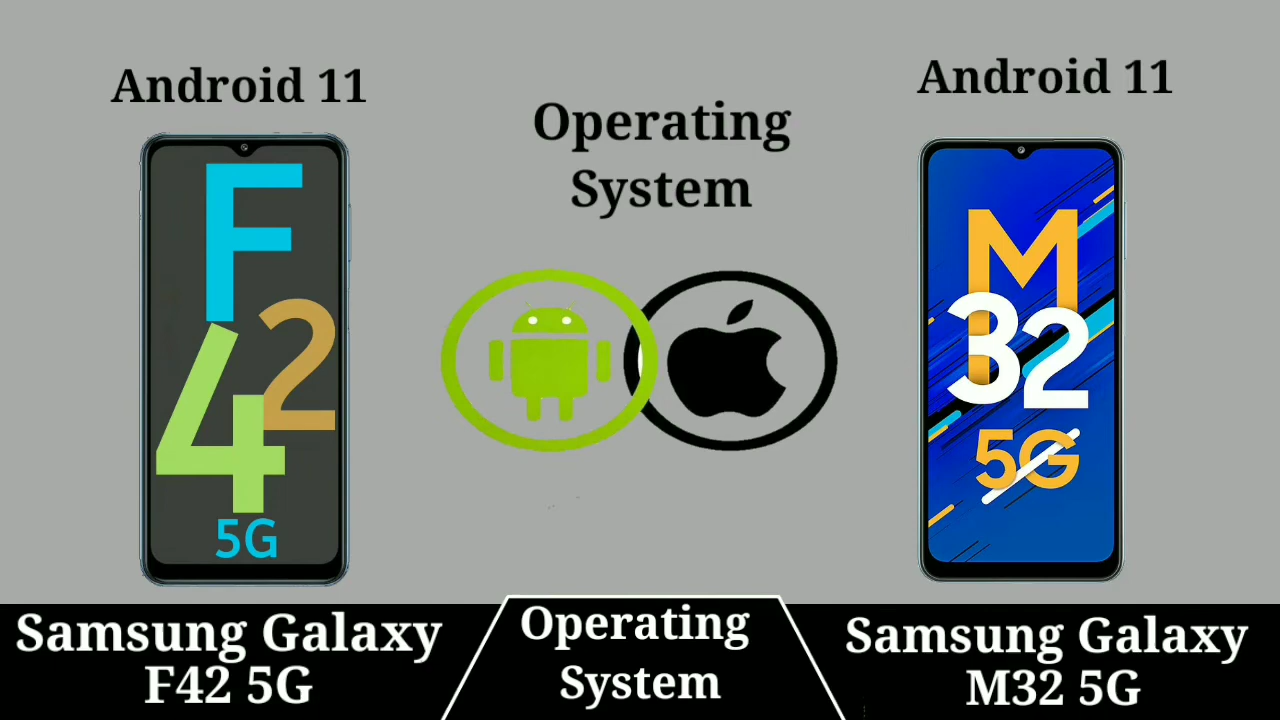 Android 11
F
42
5G
Samsung Galaxy
F42 5G
Operating
System
Operating
System
Android 11
M
32
5G
Samsung Galaxy
M32 5G